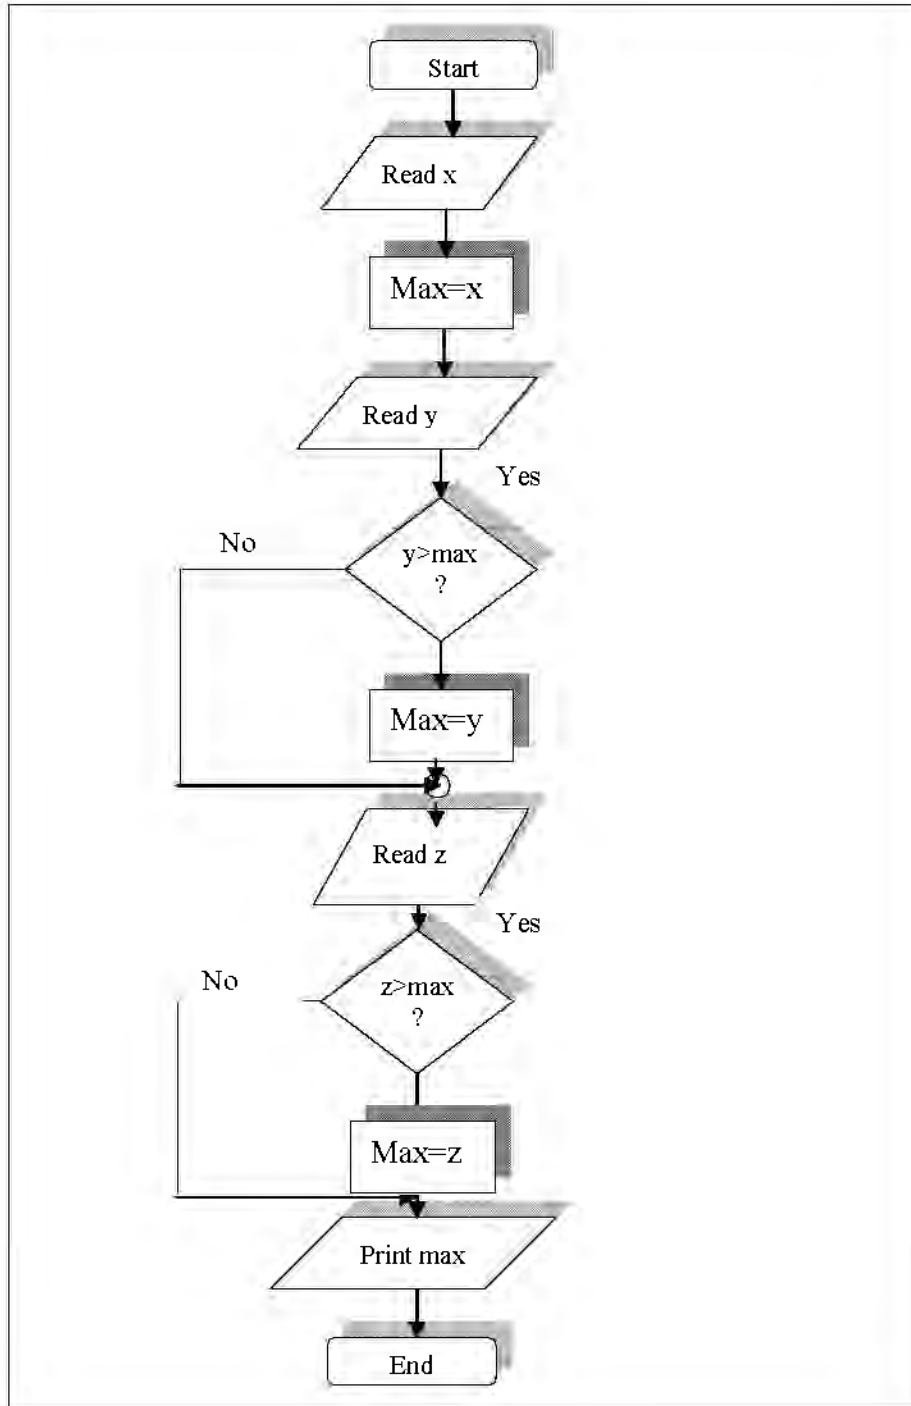 Start
Read x
Max=x
Read y
Yes
No
y>max
?
Max=y
Read z
Yes
No
z>max
?
Max=z
Print max
End